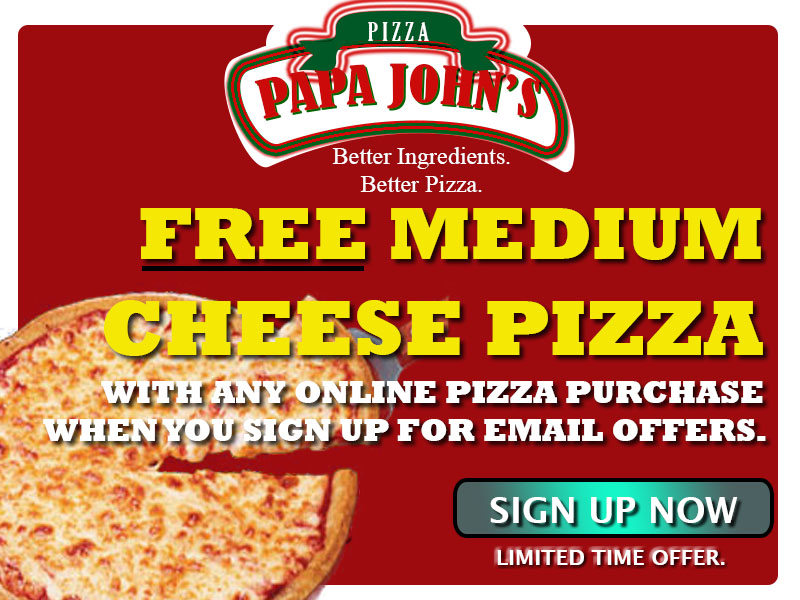 PIZZA
PAPA JOHN'S
Better Ingredients.
Better Pizza.
FREE MEDIUM
CHEESE PIZZA
WITH ANY ONLINE PIZZA PURCHASE
WHEN YOU SIGN UP FOR EMAIL OFFERS.
SIGN UP NOW
LIMITED TIME OFFER.